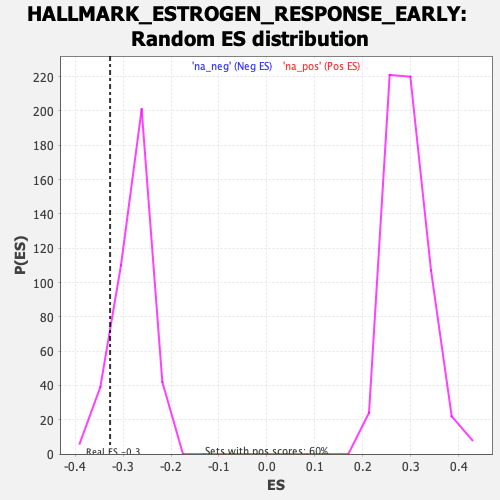 HALLMARK_ESTROGEN_RESPONSE_EARLY:
Random ES distribution
'na_neg' (Neg ES) 'na_pos' (Pos ES)
220
200
180
160
140
120
100
80
60
40
20
0
P(ES)
Real ES -0.3
Sets with pos scores: 60%
-0.4 -0.3 -0.2 -0.1 0.0 0.1 0.2 0.3 0.4
ES